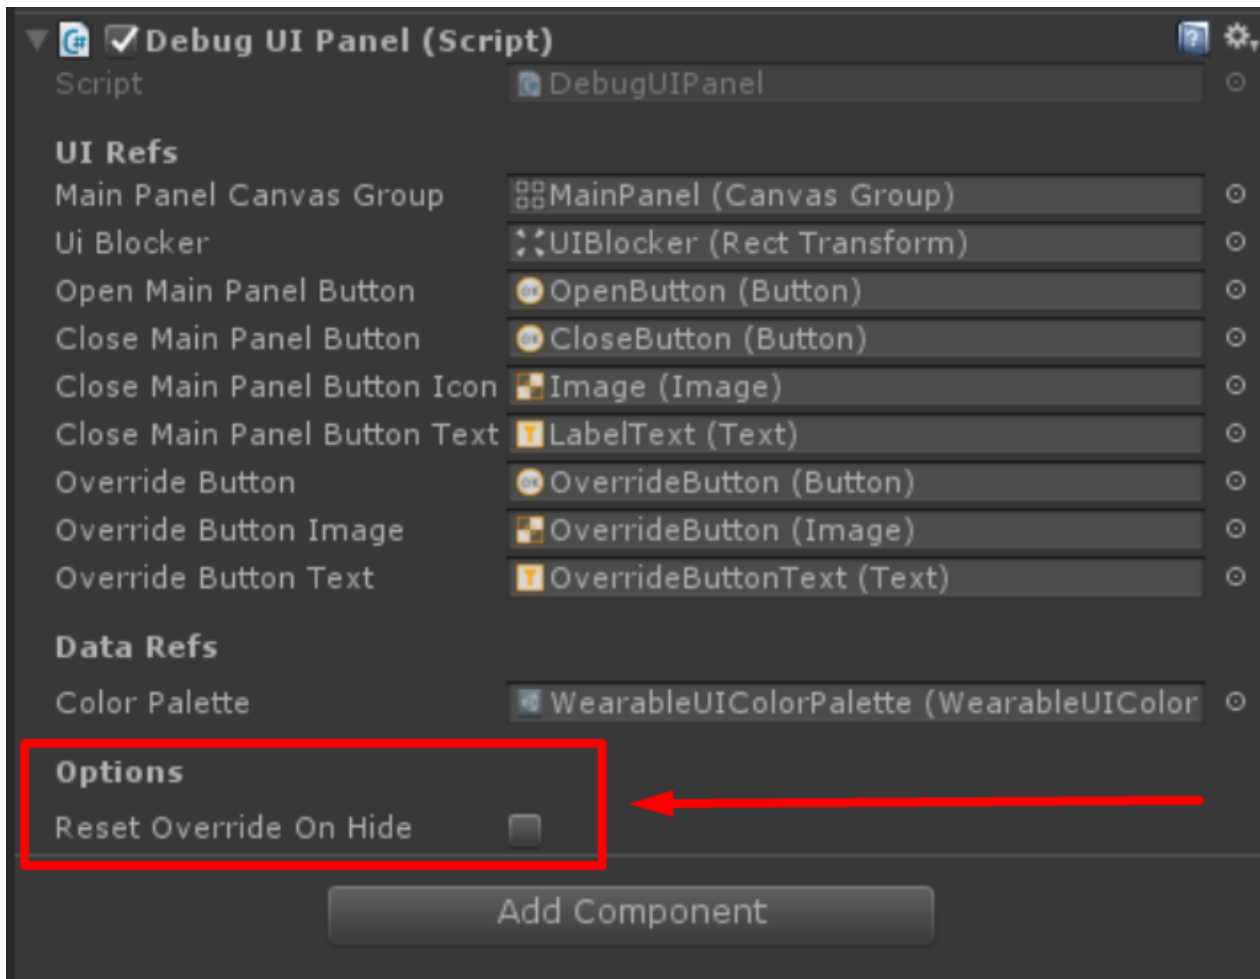 Debug UI Panel (Script)
Script DebugUIPanel
UI Refs
Main Panel Canvas Group MainPanel (Canvas Group)
Ui Blocker UIBlocker (Rect Transform)
Open Main Panel Button OpenButton (Button)
Close Main Panel Button CloseButton (Button)
Close Main Panel Button Icon Image (Image)
Close Main Panel Button Text LabelText (Text)
Override Button OverrideButton (Button)
Override Button Image OverrideButton (Image)
Override Button Text OverrideButtonText (Text)
Data Refs
Color Palette WearableUIColorPalette (WearableUIColor
Options
Reset Override On Hide
Add Component